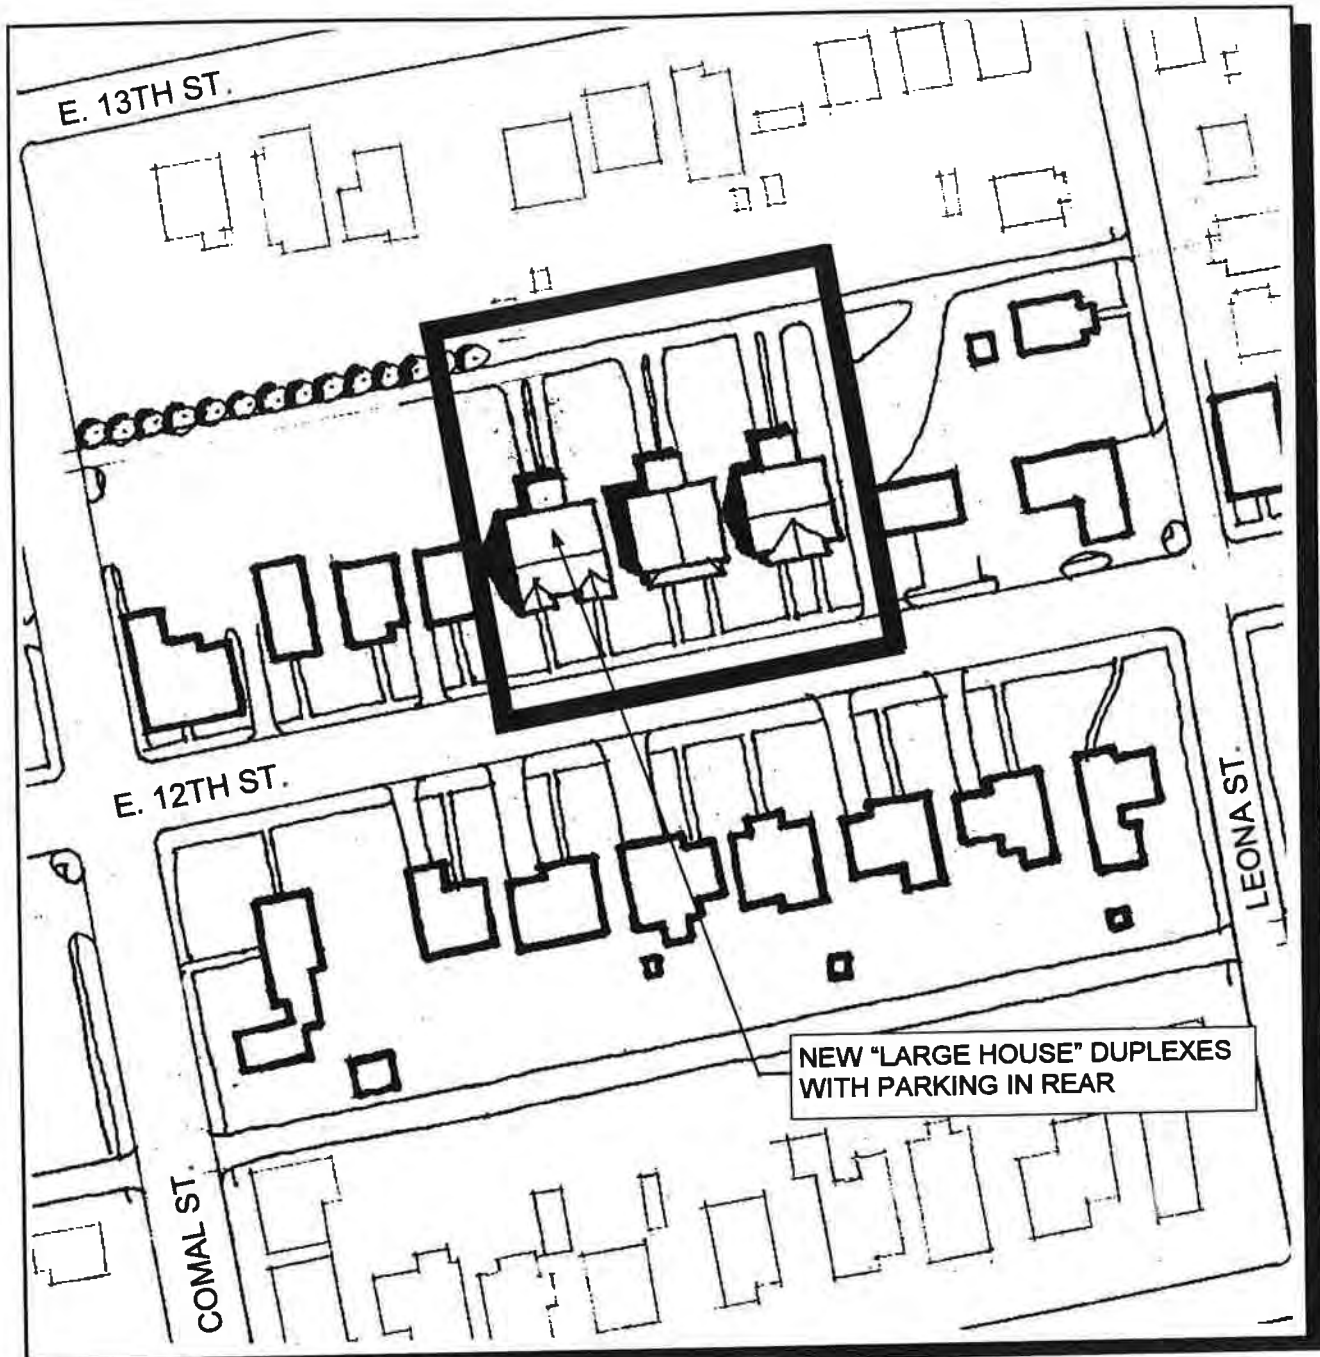 E. 13TH ST.
E. 12TH ST.
LEONA ST.
NEW “LARGE HOUSE” DUPLEXES
WITH PARKING IN REAR
COMAL ST.